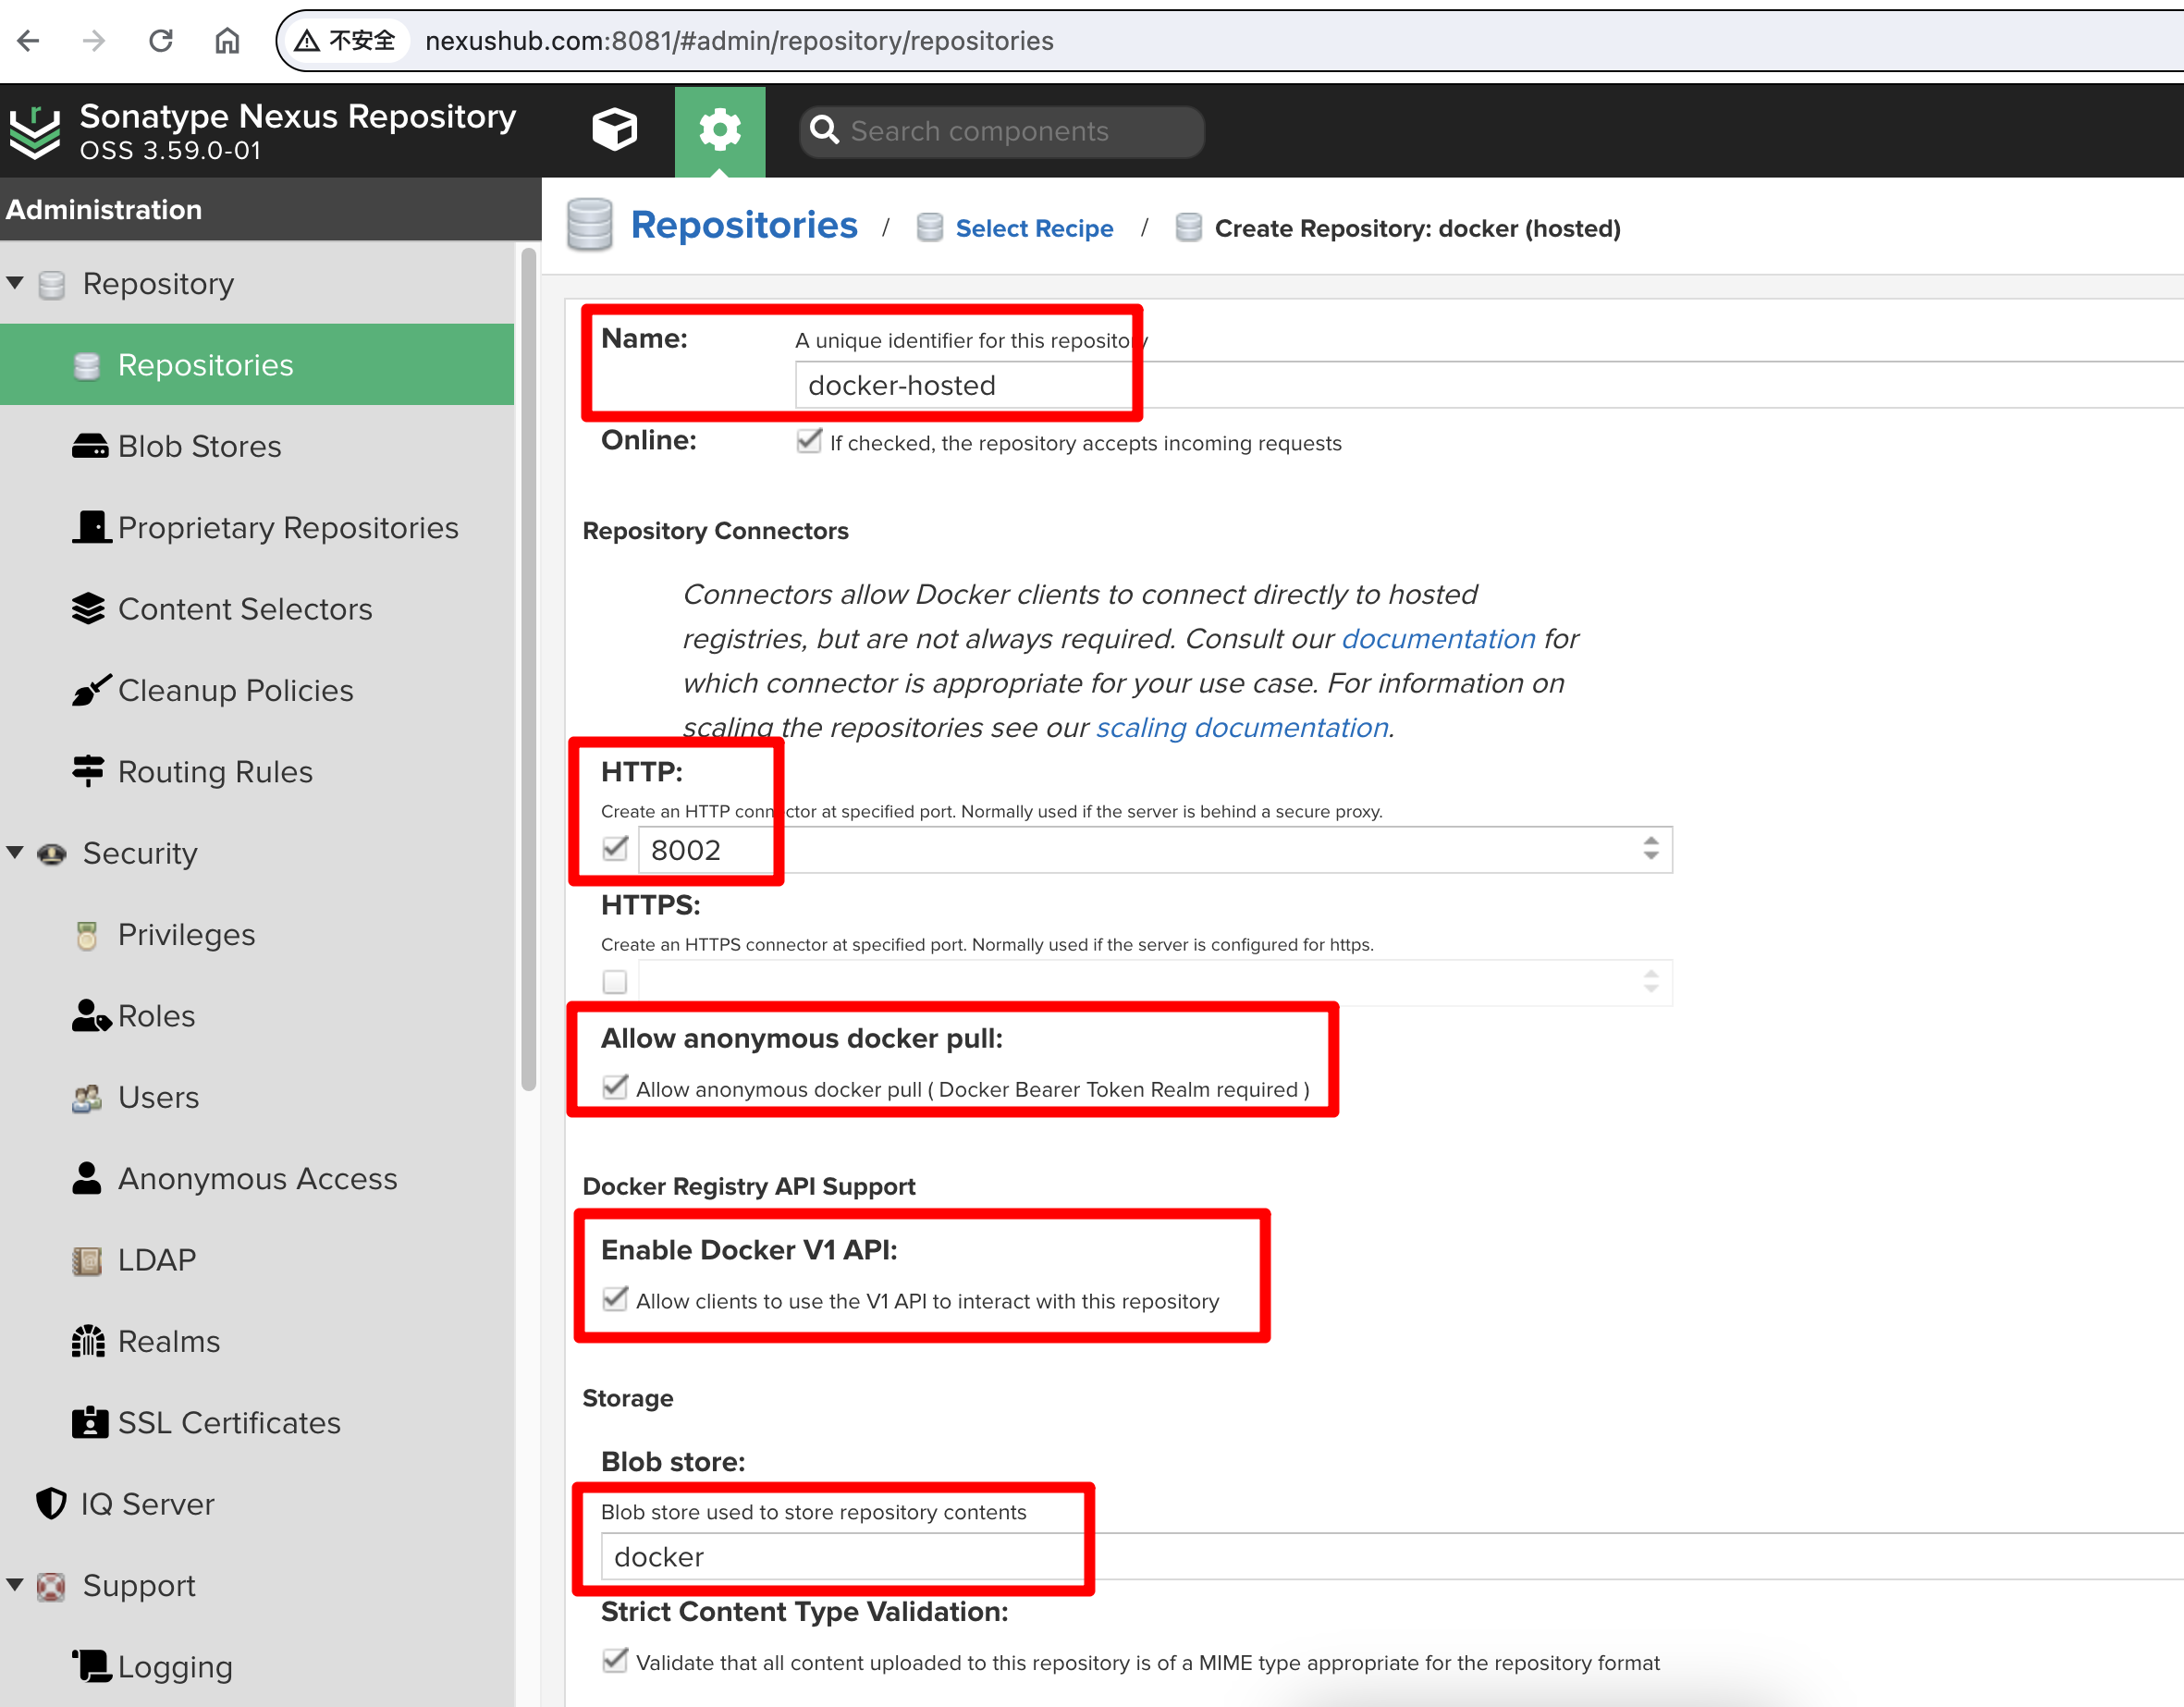 不安全 nexushub.com:8081/#admin/repository/repositories
Sonatype Nexus Repository
OSS 3.59.0-01
Search components
Administration
Repository
Repositories
Blob Stores
Proprietary Repositories
Content Selectors
Cleanup Policies
Routing Rules
Security
Privileges
Roles
Users
Anonymous Access
LDAP
Realms
SSL Certificates
IQ Server
Support
Logging
Repositories / Select Recipe / Create Repository: docker (hosted)
Name: A unique identifier for this repository
docker-hosted
Online: If checked, the repository accepts incoming requests
Repository Connectors
Connectors allow Docker clients to connect directly to hosted
registries, but are not always required. Consult our documentation for
which connector is appropriate for your use case. For information on
scaling the repositories see our scaling documentation.
HTTP:
Create an HTTP connector at specified port. Normally used if the server is behind a secure proxy.
8002
HTTPS:
Create an HTTPS connector at specified port. Normally used if the server is configured for https.
Allow anonymous docker pull:
Allow anonymous docker pull ( Docker Bearer Token Realm required )
Docker Registry API Support
Enable Docker V1 API:
Allow clients to use the V1 API to interact with this repository
Storage
Blob store:
Blob store used to store repository contents
docker
Strict Content Type Validation:
Validate that all content uploaded to this repository is of a MIME type appropriate for the repository format